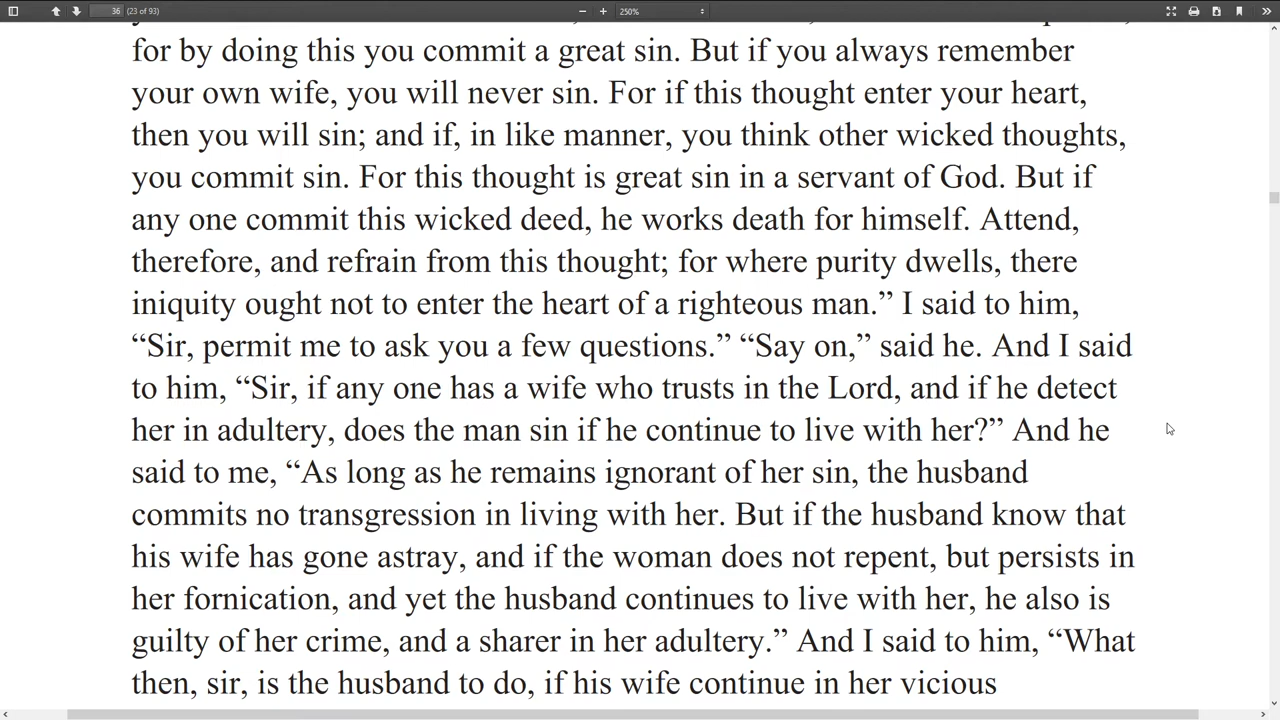 36 (23 of 93) 250%
for by doing this you commit a great sin. But if you always remember
your own wife, you will never sin. For if this thought enter your heart,
then you will sin; and if, in like manner, you think other wicked thoughts,
you commit sin. For this thought is great sin in a servant of God. But if
any one commit this wicked deed, he works death for himself. Attend,
therefore, and refrain from this thought; for where purity dwells, there
iniquity ought not to enter the heart of a righteous man.” I said to him,
“Sir, permit me to ask you a few questions.” “Say on,” said he. And I said
to him, “Sir, if any one has a wife who trusts in the Lord, and if he detect
her in adultery, does the man sin if he continue to live with her?” And he
said to me, “As long as he remains ignorant of her sin, the husband
commits no transgression in living with her. But if the husband know that
his wife has gone astray, and if the woman does not repent, but persists in
her fornication, and yet the husband continues to live with her, he also is
guilty of her crime, and a sharer in her adultery.” And I said to him, “What
then, sir, is the husband to do, if his wife continue in her vicious